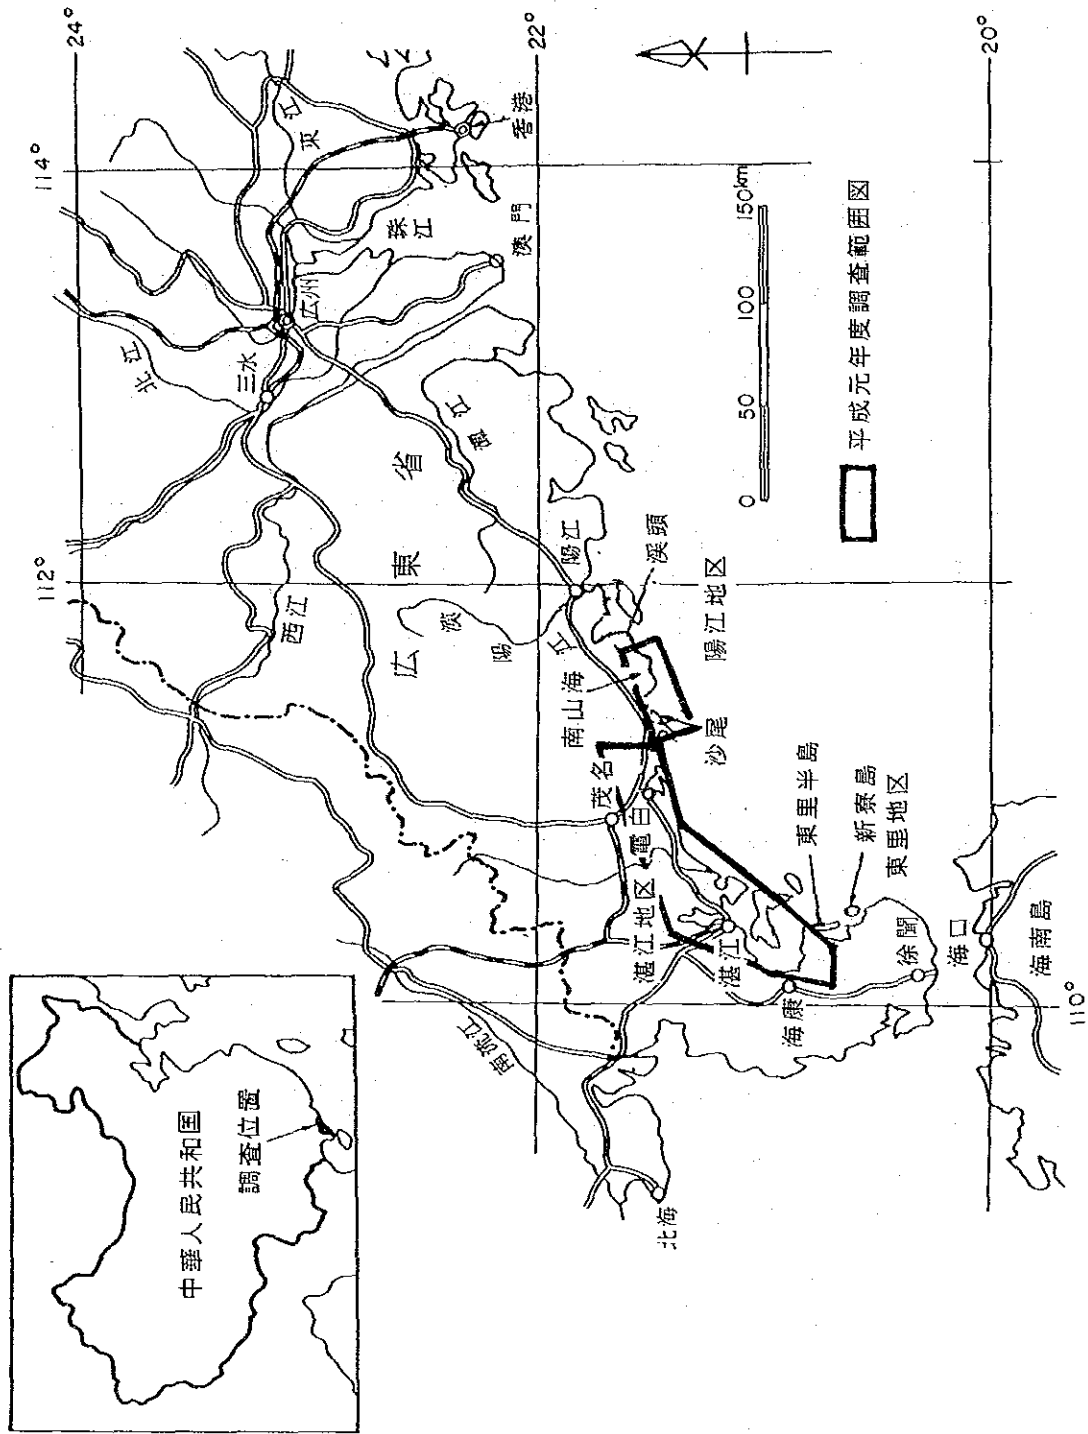 中華人民共和国
調査位置
110°
112°
114°
24°
22°
20°
北江
東江
三水
広州
珠江
香港
澳門
西江
広東省
潭江
漠陽江
陽江
溪頭
陽江地区
南山海
沙尾
茂名
電白
湛江地区
湛江
東里半島
新寮島
東里地区
海康
徐聞
海口
海南島
南流江
北海
0 50 100 150km
平成元年度調査範囲図